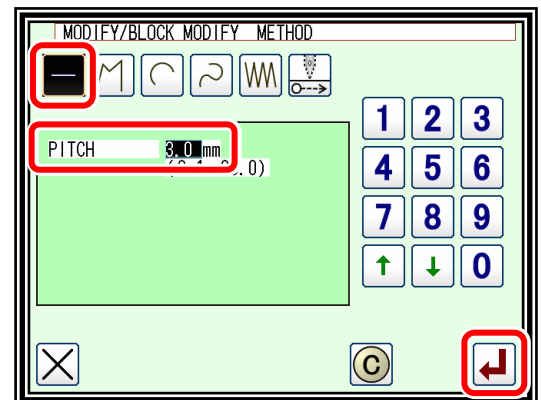 MODIFY/BLOCK MODIFY METHOD
1 2 3
PITCH 3.0 mm
4 5 6
7 8 9
↑ ↓ 0
C